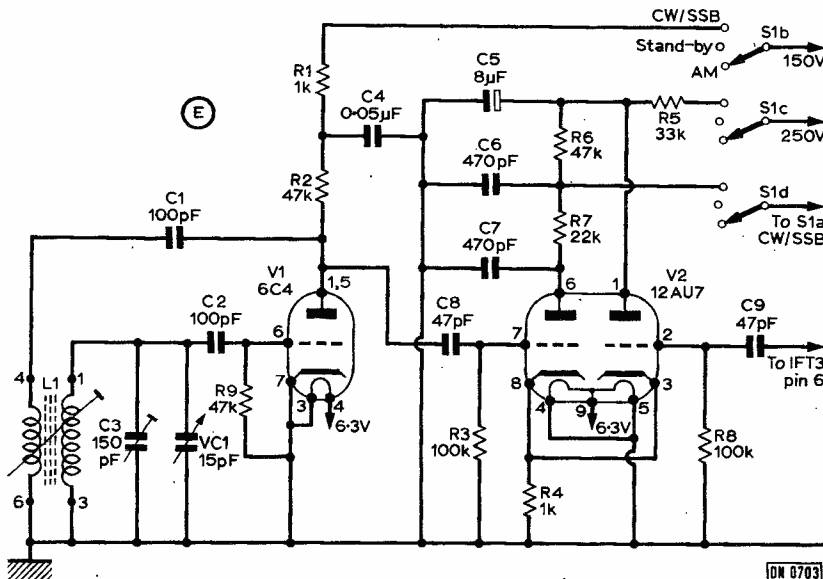 CW/SSB
S1b
Stand-by
AM
150V
R1
1k
C4
0·05µF
C5
8µF
E
R5
33k
S1c
250V
R6
47k
C6
470pF
R2
47k
C1
100pF
S1d
To S1a
CW/SSB
C7
470pF
R7
22k
V1
6C4
1,5
6
1
V2
12AU7
C2
100pF
6
C8
47pF
7
2
C9
47pF
To IFT3
pin 6
4
L1
1
R9
47k
7
3
4
6·3V
8
3
4
9
5
6·3V
C3
150
pF
VC1
15pF
R3
100k
R8
100k
6
3
R4
1k
DN 0703